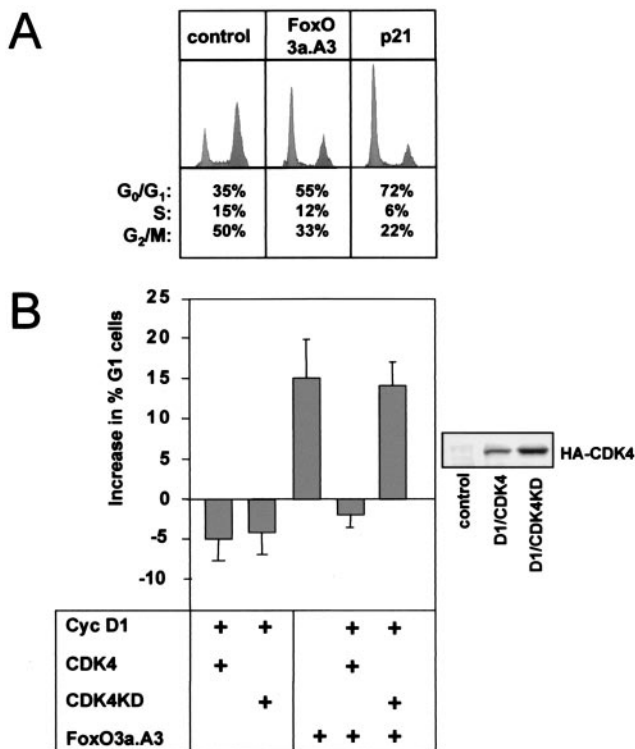 A
control FoxO 3a.A3 p21
G0/G1: 35% 55% 72%
S: 15% 12% 6%
G2/M: 50% 33% 22%
B
Increase in % G1 cells
25
20
15
10
5
0
-5
-10
HA-CDK4
control
D1/CDK4
D1/CDK4KD
Cyc D1 + + + +
CDK4 + +
CDK4KD + +
FoxO3a.A3 + + +